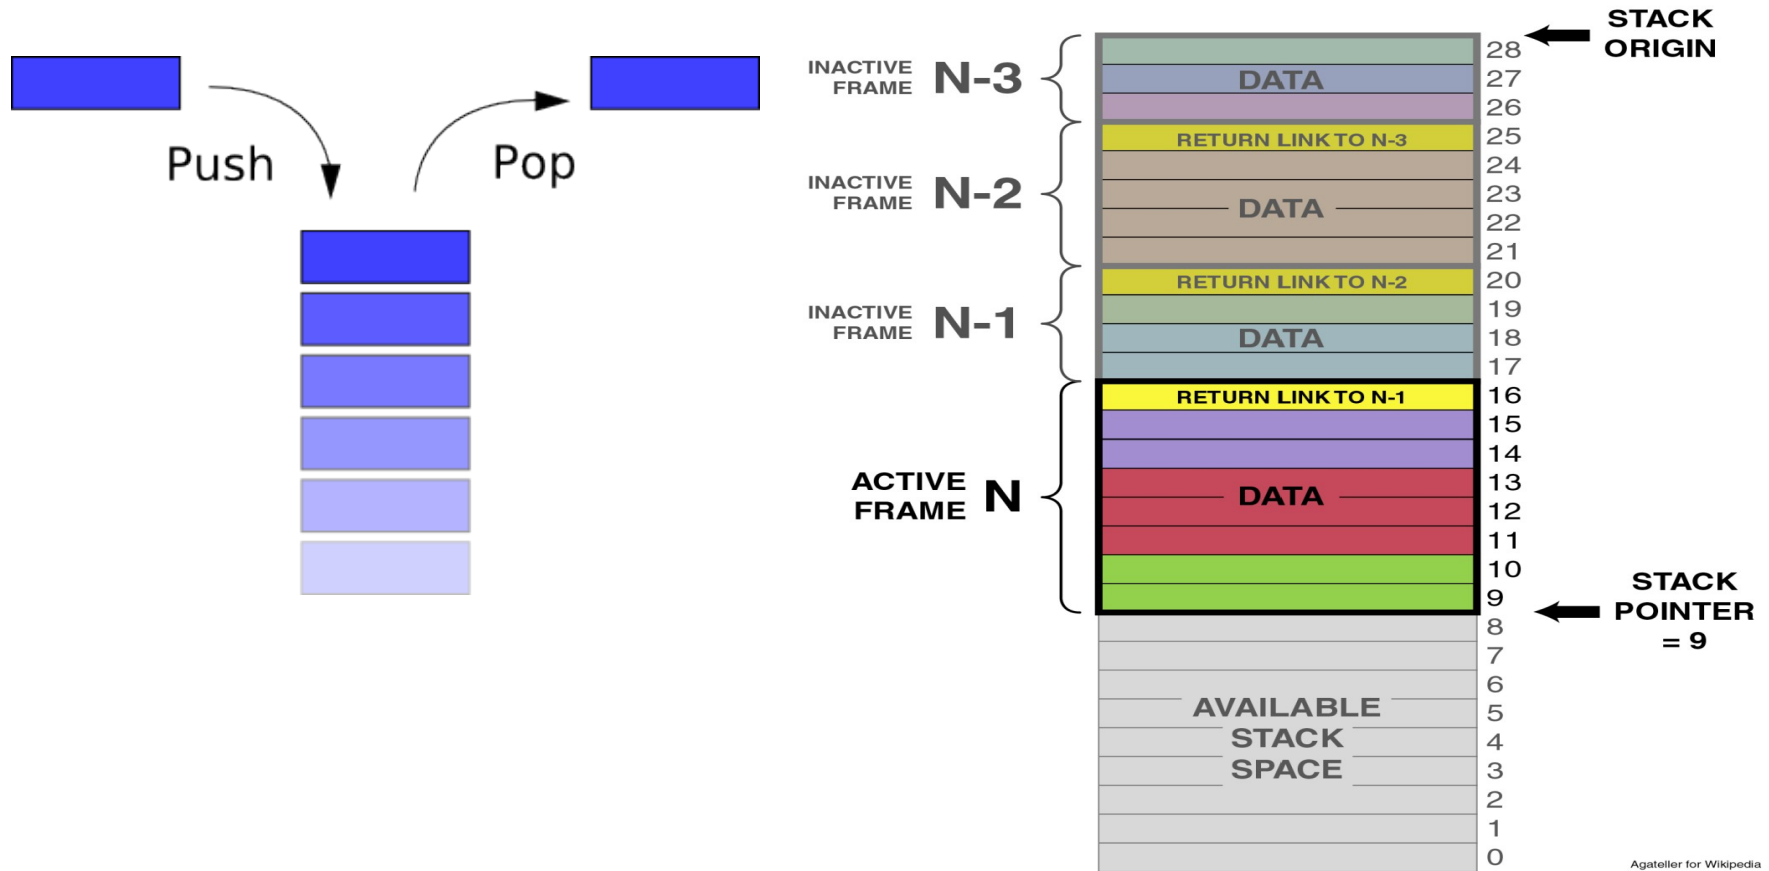 Push
Pop
STACK
ORIGIN
INACTIVE
FRAME N-3
INACTIVE
FRAME N-2
INACTIVE
FRAME N-1
ACTIVE
FRAME N
DATA
RETURN LINK TO N-3
DATA
RETURN LINK TO N-2
DATA
RETURN LINK TO N-1
DATA
AVAILABLE
STACK
SPACE
28
27
26
25
24
23
22
21
20
19
18
17
16
15
14
13
12
11
10
9
8
7
6
5
4
3
2
1
0
STACK
POINTER
= 9
Agateller for Wikipedia